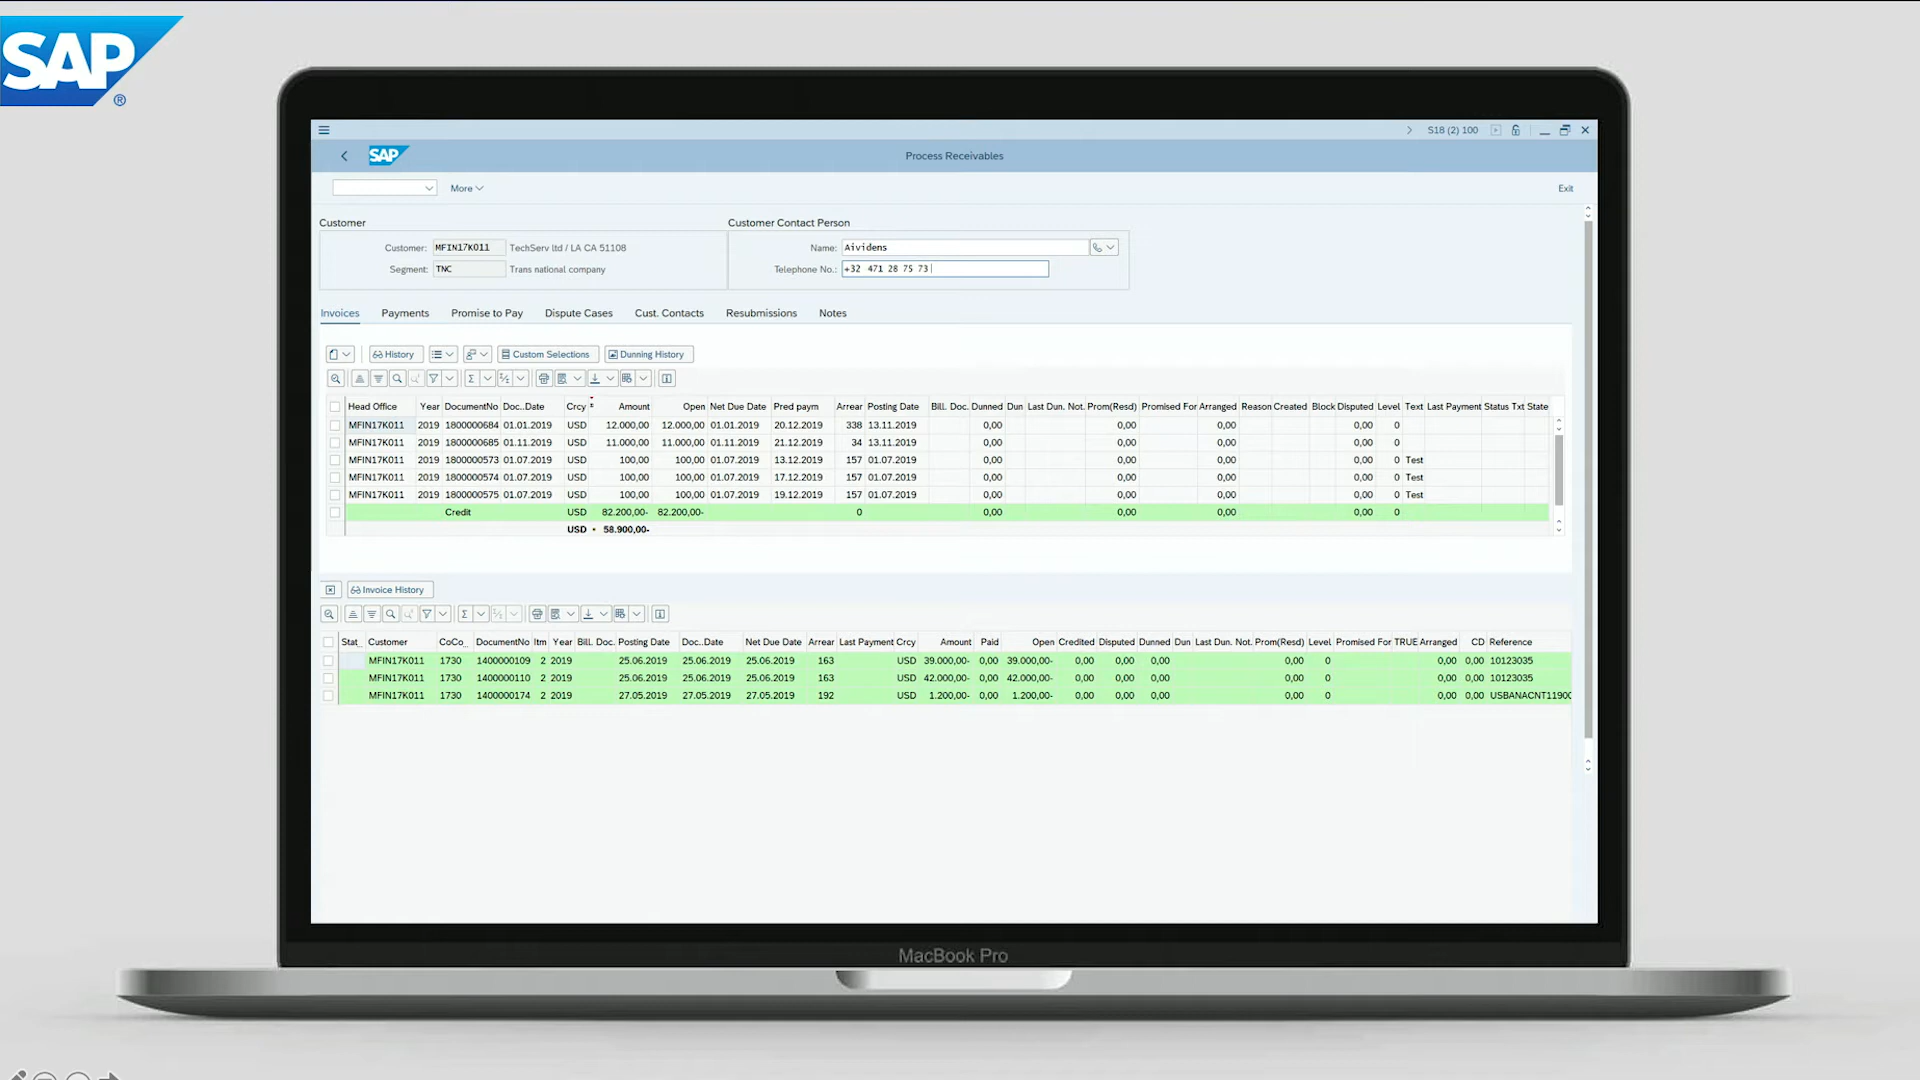 SAP
®
S18 (2) 100
SAP
Process Receivables
More
Exit
Customer
Customer Contact Person
Customer: MFIN17K011 TechServ ltd / LA CA 51108
Name: Aividens
Segment: TNC Trans national company
Telephone No.: +32 471 28 75 73
Invoices Payments Promise to Pay Dispute Cases Cust. Contacts Resubmissions Notes
History Custom Selections Dunning History
Head Office Year DocumentNo Doc..Date Crcy Amount Open Net Due Date Pred paym Arrear Posting Date Bill. Doc. Dunned Dun Last Dun. Not. Prom(Resd) Promised For Arranged Reason Created Block Disputed Level Text Last Payment Status Txt State
MFIN17K011 2019 1800000684 01.01.2019 USD 12.000,00 12.000,00 01.01.2019 20.12.2019 338 13.11.2019 0,00 0,00 0,00 0,00 0
MFIN17K011 2019 1800000685 01.11.2019 USD 11.000,00 11.000,00 01.11.2019 21.12.2019 34 13.11.2019 0,00 0,00 0,00 0,00 0
MFIN17K011 2019 1800000573 01.07.2019 USD 100,00 100,00 01.07.2019 13.12.2019 157 01.07.2019 0,00 0,00 0,00 0,00 0 Test
MFIN17K011 2019 1800000574 01.07.2019 USD 100,00 100,00 01.07.2019 17.12.2019 157 01.07.2019 0,00 0,00 0,00 0,00 0 Test
MFIN17K011 2019 1800000575 01.07.2019 USD 100,00 100,00 01.07.2019 19.12.2019 157 01.07.2019 0,00 0,00 0,00 0,00 0 Test
Credit USD 82.200,00- 82.200,00- 0 0,00 0,00 0,00 0,00 0
USD • 58.900,00-
Invoice History
Stat.. Customer CoCo.. DocumentNo Itm Year Bill. Doc. Posting Date Doc..Date Net Due Date Arrear Last Payment Crcy Amount Paid Open Credited Disputed Dunned Dun Last Dun. Not. Prom(Resd) Level Promised For TRUE Arranged CD Reference
MFIN17K011 1730 1400000109 2 2019 25.06.2019 25.06.2019 25.06.2019 163 USD 39.000,00- 0,00 39.000,00- 0,00 0,00 0,00 0,00 0 0,00 0,00 10123035
MFIN17K011 1730 1400000110 2 2019 25.06.2019 25.06.2019 25.06.2019 163 USD 42.000,00- 0,00 42.000,00- 0,00 0,00 0,00 0,00 0 0,00 0,00 10123035
MFIN17K011 1730 1400000174 2 2019 27.05.2019 27.05.2019 27.05.2019 192 USD 1.200,00- 0,00 1.200,00- 0,00 0,00 0,00 0,00 0 0,00 0,00 USBANACNT1190
MacBook Pro